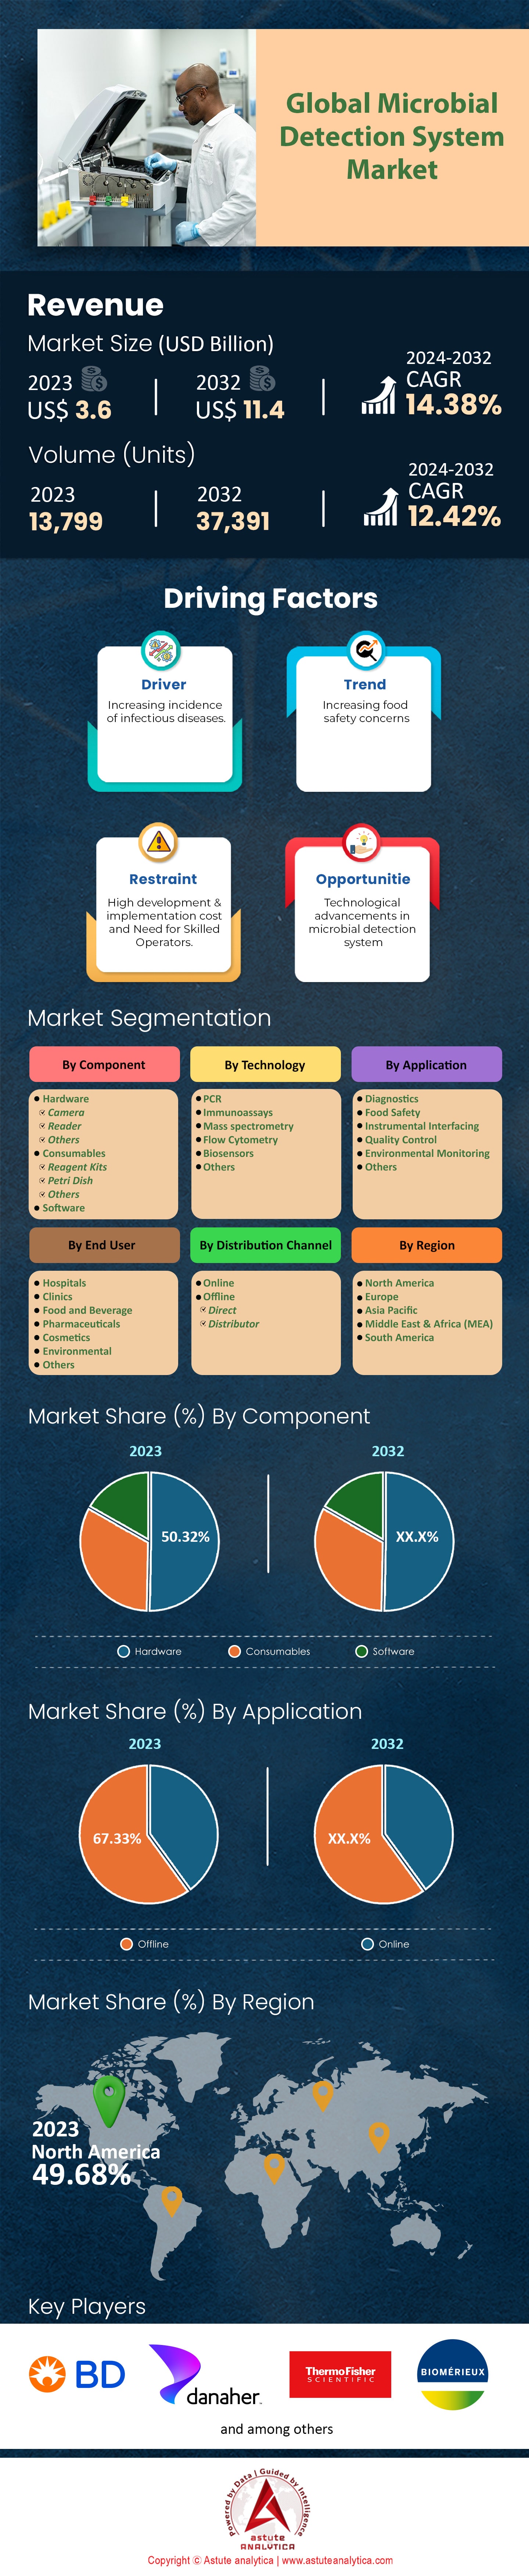 Global Microbial
Detection System
Market
Revenue
Market Size (USD Billion)
2023
US$ 3.6
2032
US$ 11.4
2024-2032
CAGR
14.38%
Volume (Units)
2023
13,799
2032
37,391
2024-2032
CAGR
12.42%
Driving Factors
Driver
Increasing incidence
of infectious diseases.
Trend
Increasing food
safety concerns
Restraint
High development &
implementation cost
and Need for Skilled
Operators.
Opportunitie
Technological
advancements in
microbial detection
system
Market Segmentation
By Component
Hardware
Camera
Reader
Others
Consumables
Reagent Kits
Petri Dish
Others
Software
By Technology
PCR
Immunoassays
Mass spectrometry
Flow Cytometry
Biosensors
Others
By Application
Diagnostics
Food Safety
Instrumental Interfacing
Quality Control
Environmental Monitoring
Others
By End User
Hospitals
Clinics
Food and Beverage
Pharmaceuticals
Cosmetics
Environmental
Others
By Distribution Channel
Online
Offline
Direct
Distributor
By Region
North America
Europe
Asia Pacific
Middle East & Africa (MEA)
South America
Market Share (%) By Component
2023
50.32%
2032
XX.X%
Hardware
Consumables
Software
Market Share (%) By Application
2023
67.33%
2032
XX.X%
Offline
Online
Market Share (%) By Region
2023
North America
49.68%
Key Players
BD
danaher.
ThermoFisher
SCIENTIFIC
BIOMÉRIEUX
and among others
Powered by Data | Guided by Intelligence
astute
ANALYTICA
Copyright © Astute analytica | www.astuteanalytica.com